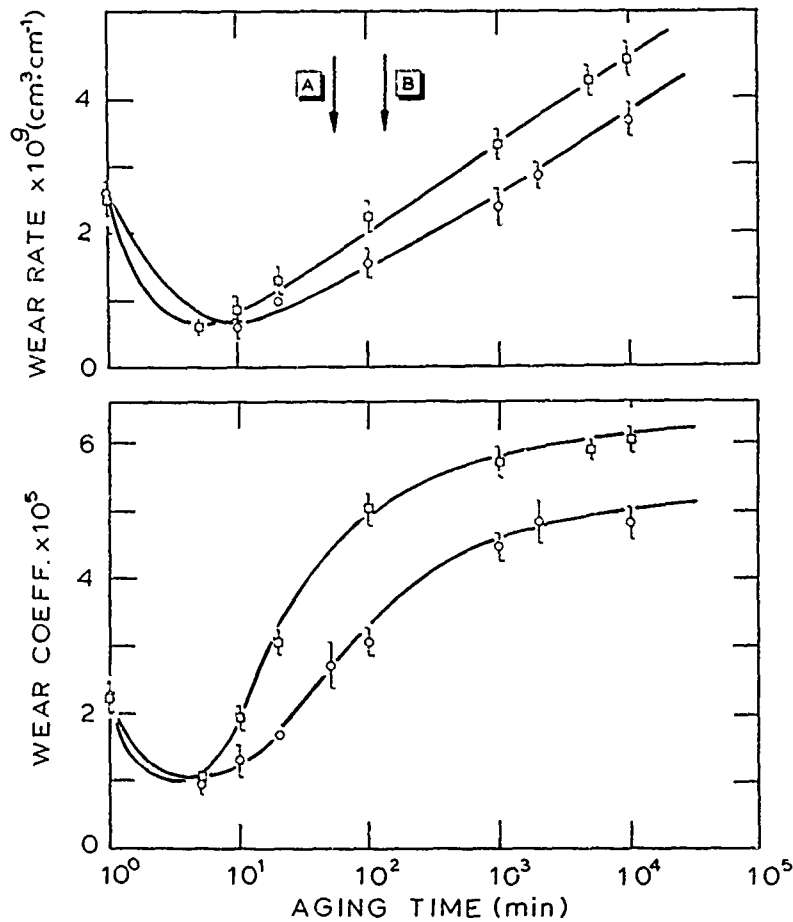 WEAR RATE ×10⁹ (cm³·cm⁻¹)
4
2
0
A
B
WEAR COEFF. ×10⁵
6
4
2
0
10⁰ 10¹ 10² 10³ 10⁴ 10⁵
AGING TIME (min)